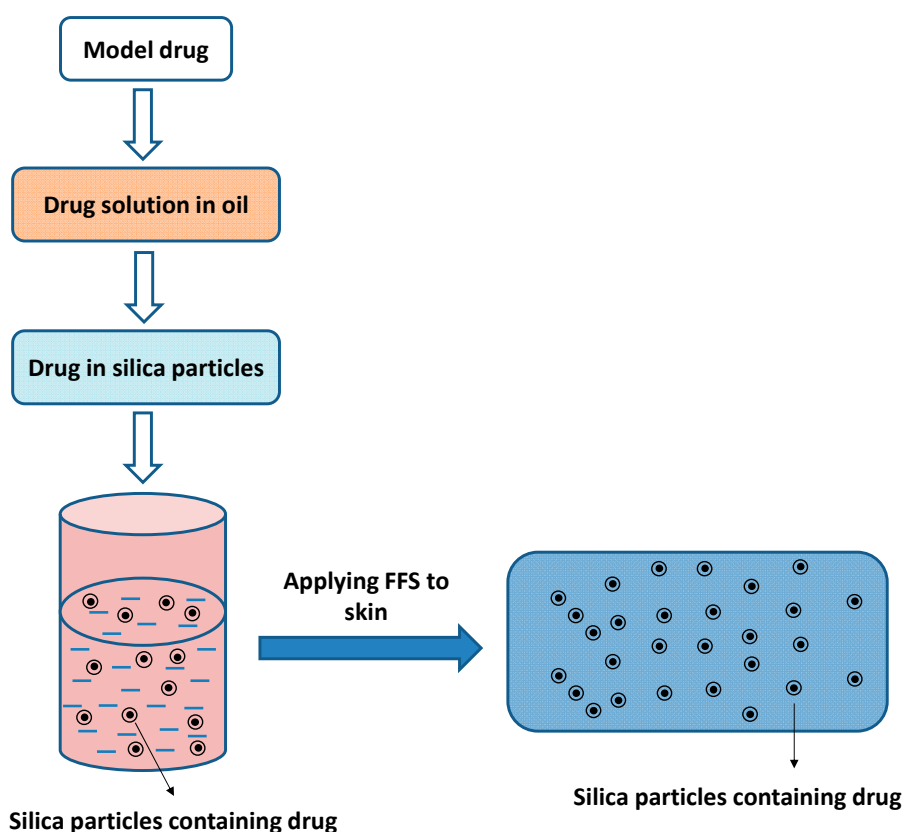 Model drug
Drug solution in oil
Drug in silica particles
Applying FFS to
skin
Silica particles containing drug
Silica particles containing drug